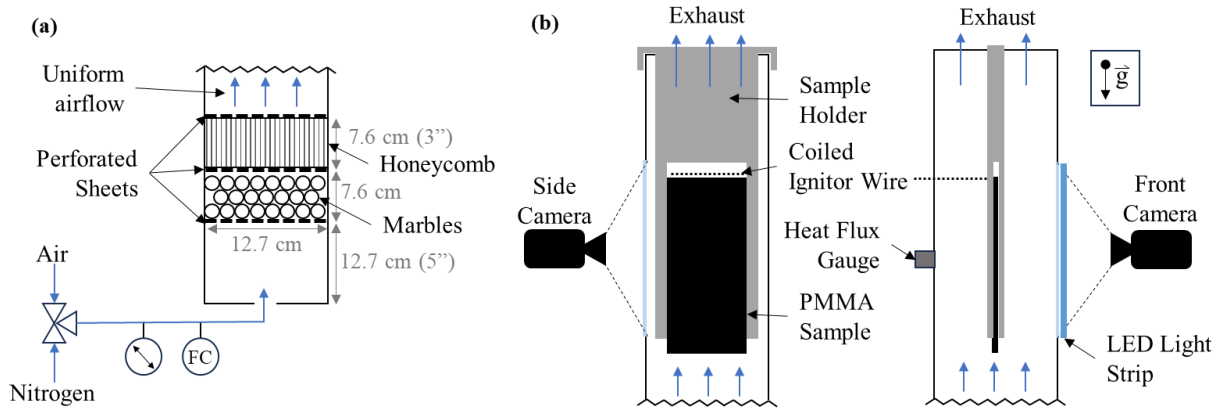 (a)
Uniform
airflow
Perforated
Sheets
7.6 cm (3”)
Honeycomb
7.6 cm
Marbles
12.7 cm
12.7 cm (5”)
Air
FC
Nitrogen
(b)
Exhaust
Sample
Holder
Coiled
Ignitor Wire
Side
Camera
Heat Flux
Gauge
PMMA
Sample
Exhaust
g
Front
Camera
LED Light
Strip